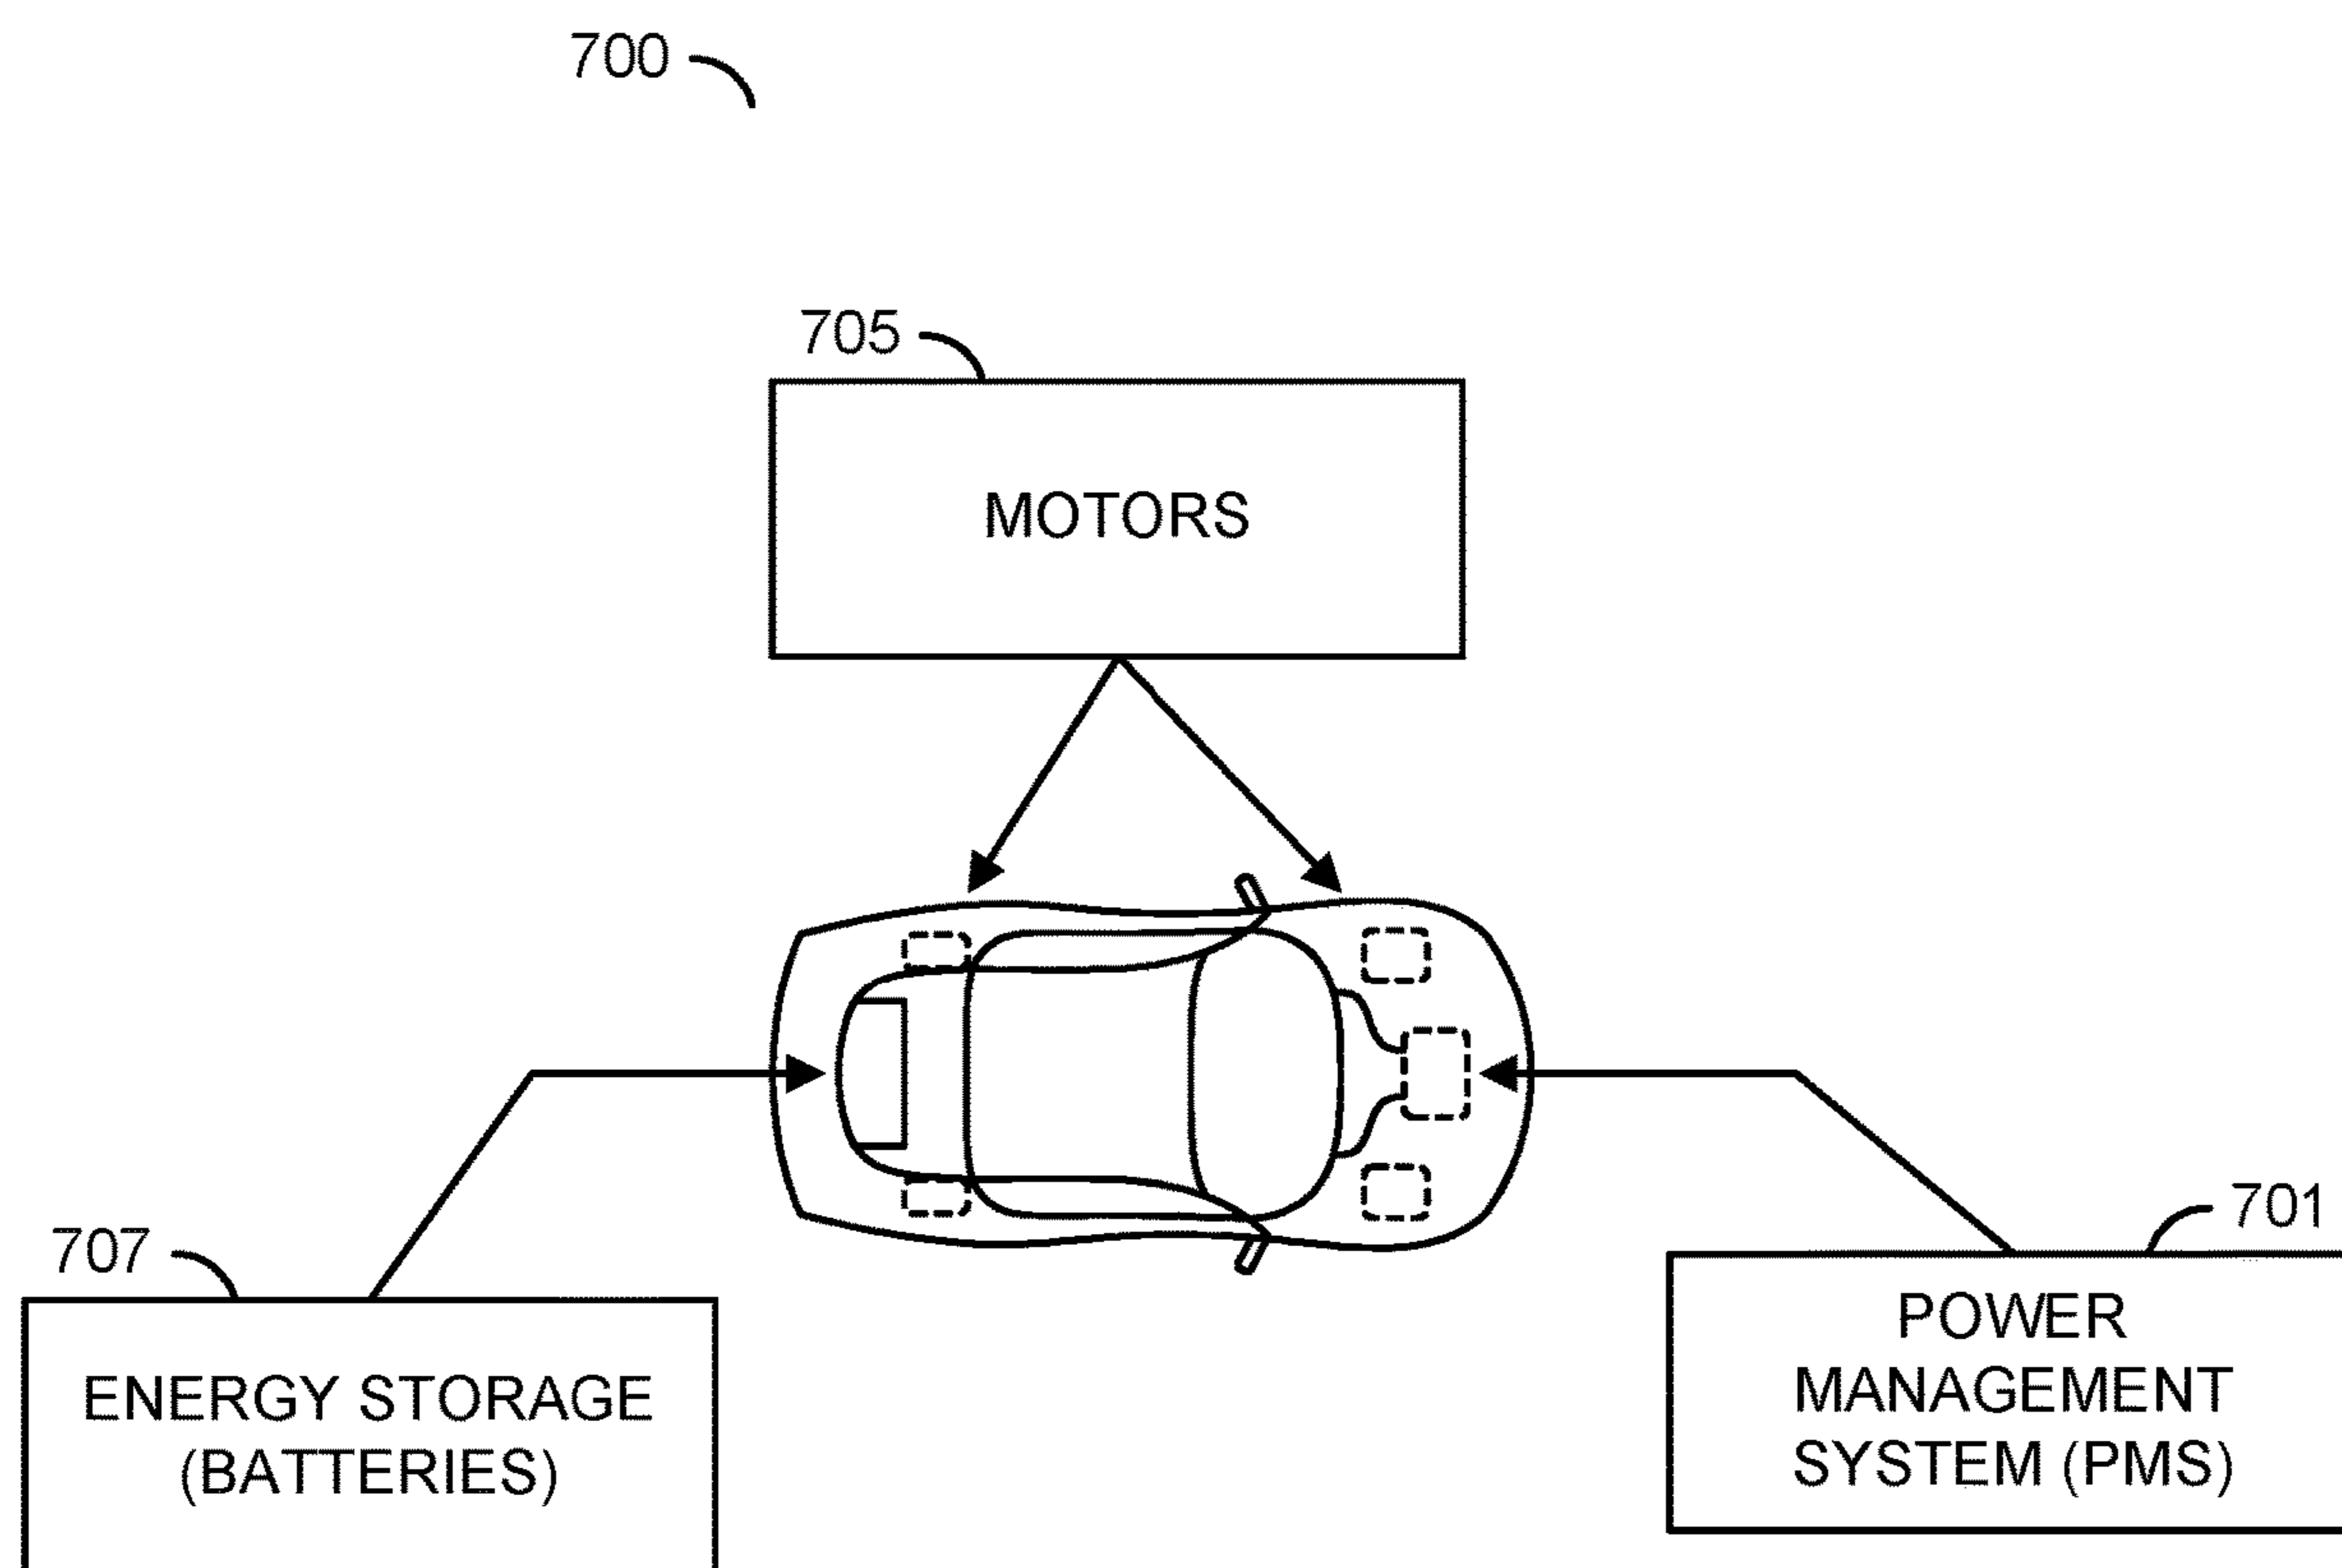 700
705
MOTORS
707
ENERGY STORAGE
(BATTERIES)
701
POWER
MANAGEMENT
SYSTEM (PMS)